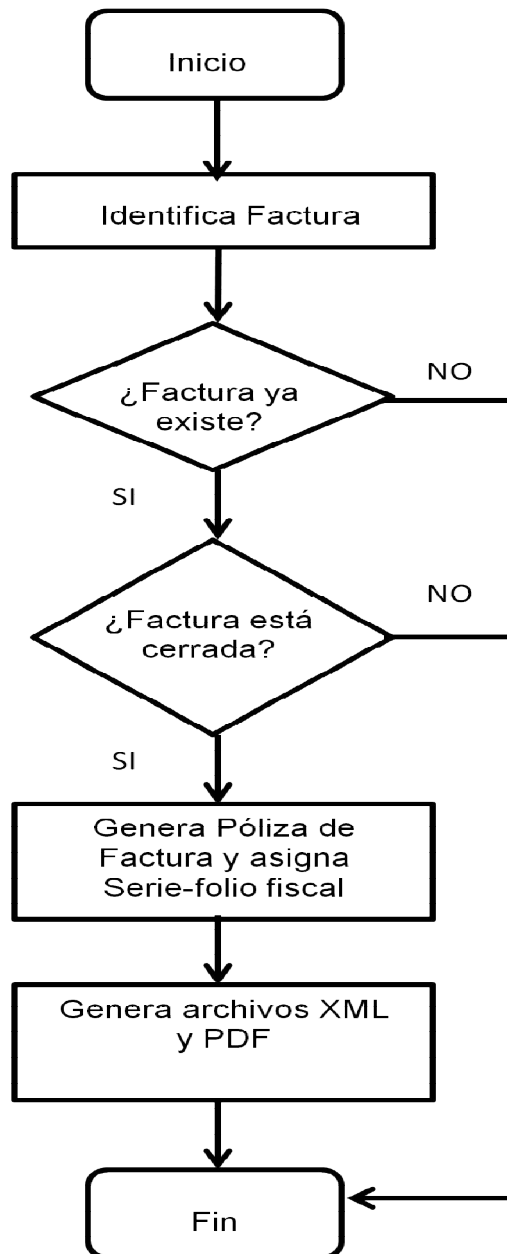 Inicio
Identifica Factura
¿Factura ya
existe?
NO
SI
¿Factura está
cerrada?
NO
SI
Genera Póliza de
Factura y asigna
Serie-folio fiscal
Genera archivos XML
y PDF
Fin